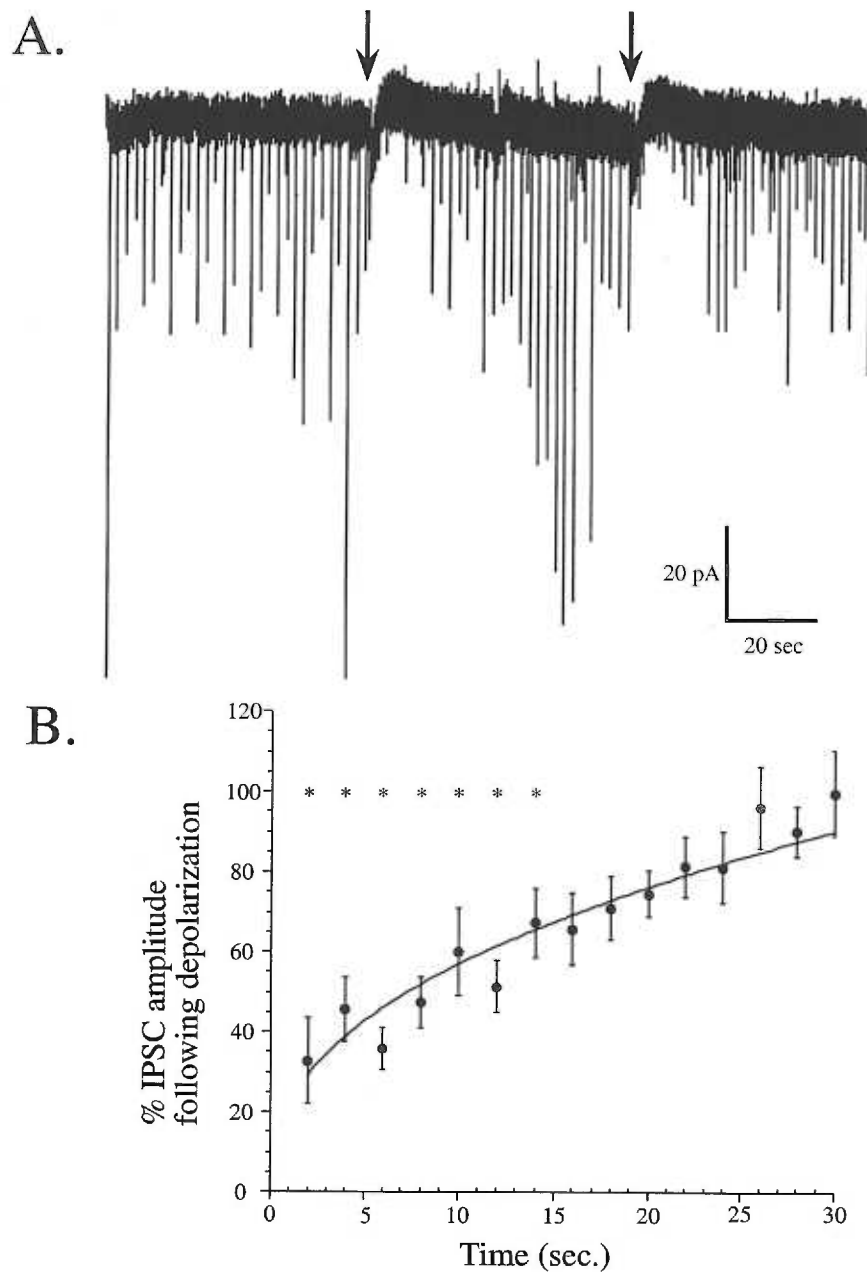 A.
20 pA
20 sec
B.
% IPSC amplitude
following depolarization
120
100
80
60
40
20
0
* * * * * * *
0 5 10 15 20 25 30
Time (sec.)